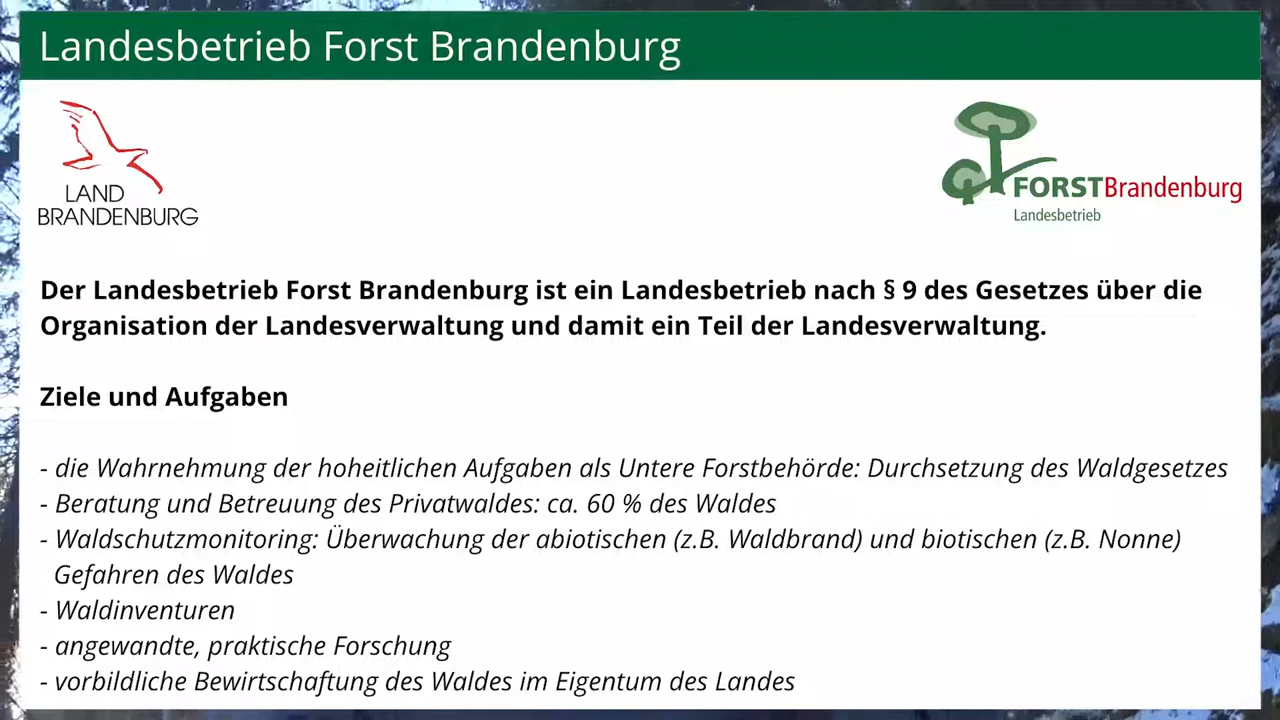 Landesbetrieb Forst Brandenburg
LAND
BRANDENBURG
FORSTBrandenburg
Landesbetrieb
Der Landesbetrieb Forst Brandenburg ist ein Landesbetrieb nach § 9 des Gesetzes über die
Organisation der Landesverwaltung und damit ein Teil der Landesverwaltung.
Ziele und Aufgaben
- die Wahrnehmung der hoheitlichen Aufgaben als Untere Forstbehörde: Durchsetzung des Waldgesetzes
- Beratung und Betreuung des Privatwaldes: ca. 60 % des Waldes
- Waldschutzmonitoring: Überwachung der abiotischen (z.B. Waldbrand) und biotischen (z.B. Nonne)
Gefahren des Waldes
- Waldinventuren
- angewandte, praktische Forschung
- vorbildliche Bewirtschaftung des Waldes im Eigentum des Landes